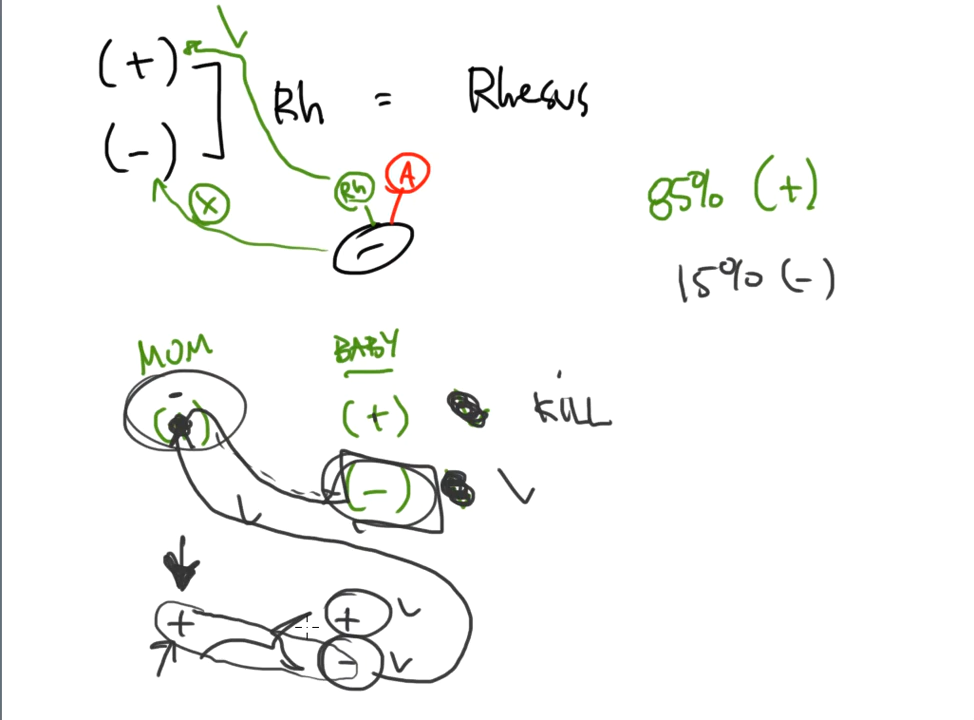 (+)
(-)
Rh = Rhesus
Rh
A
X
85% (+)
15% (-)
MOM
BABY
-
(+)
KILL
(-)
+
+
-